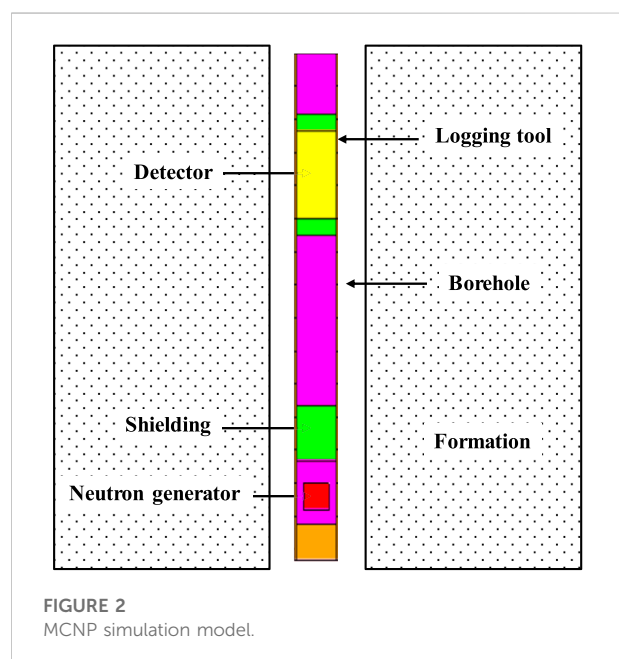 Logging tool
Detector
Borehole
Shielding
Formation
Neutron generator
FIGURE 2
MCNP simulation model.